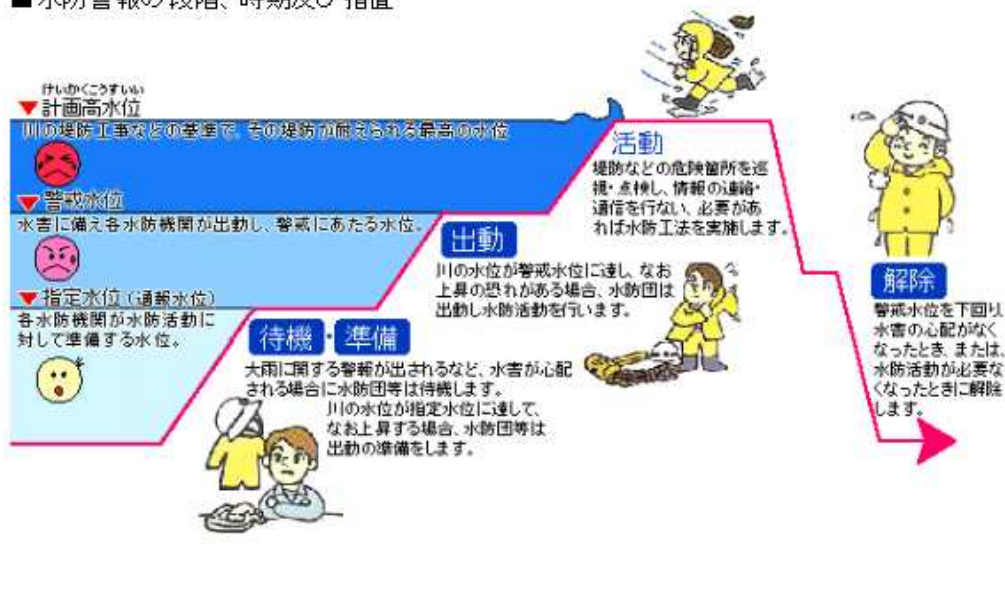 ■水防警報の段階、時期及び措置
けいかくこうすいい
▼計画高水位
川の堤防工事などの基準で、その堤防が耐えられる最高の水位
▼警戒水位
水害に備え各水防機関が出動し、警戒にあたる水位。
▼指定水位(通報水位)
各水防機関が水防活動に
対して準備する水位。
待機・準備
大雨に関する警報が出されるなど、水害が心配
される場合に水防団等は待機します。
川の水位が指定水位に達して、
なお上昇する場合、水防団等は
出動の準備をします。
出動
川の水位が警戒水位に達し、なお
上昇の恐れがある場合、水防団は
出動し水防活動を行います。
活動
堤防などの危険箇所を巡
視・点検し、情報の連絡・
通信を行ない、必要があ
れば水防工法を実施します。
解除
警戒水位を下回り
水害の心配がなく
なったとき、または、
水防活動が必要な
くなったときに解除
します。